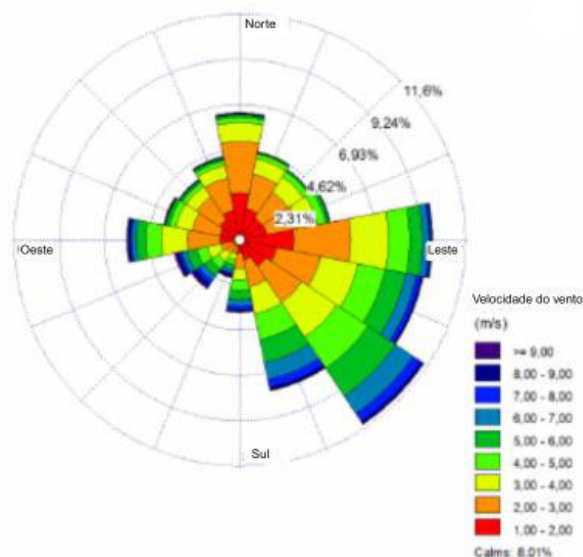 Norte
11,6%
9,24%
6,93%
4,62%
2,31%
Oeste
Leste
Velocidade do vento
(m/s)
>= 9,00
8,00 - 9,00
7,00 - 8,00
6,00 - 7,00
5,00 - 6,00
4,00 - 5,00
3,00 - 4,00
2,00 - 3,00
1,00 - 2,00
Sul
Calms: 8.01%